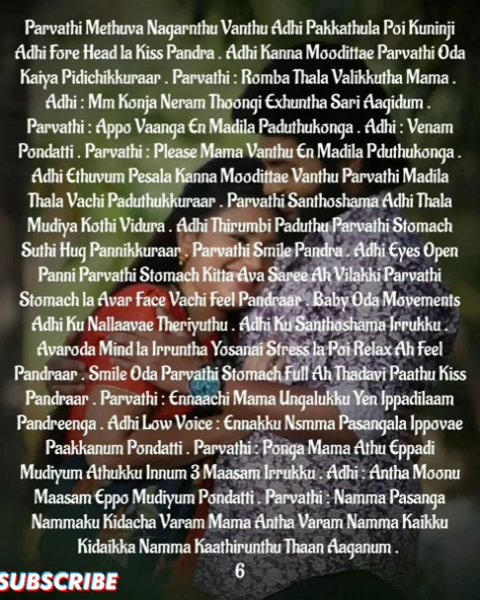 Parvathi Methuva Nagarnthu Vanthu Adhi Pakkathula Poi Kuninji
Adhi Fore Head la Kiss Pandra . Adhi Kanna Moodittae Parvathi Oda
Kaiya Pidichikkuraar . Parvathi : Romba Thala Valikkutha Mama .
Adhi : Mm Konja Neram Thoongi Exhuntha Sari Aagidum .
Parvathi : Appo Vaanga En Madila Paduthukonga . Adhi : Venam
Pondatti . Parvathi : Please Mama Vanthu En Madila Pduthukonga .
Adhi Ethuvum Pesala Kanna Moodittae Vanthu Parvathi Madila
Thala Vachi Paduthukkuraar . Parvathi Santhoshama Adhi Thala
Mudiya Kothi Vidura . Adhi Thirumbi Paduthu Parvathi Stomach
Suthi Hug Pannikkuraar . Parvathi Smile Pandra . Adhi Eyes Open
Panni Parvathi Stomach Kitta Ava Saree Ah Vilakki Parvathi
Stomach la Avar Face Vachi Feel Pandraar . Baby Oda Movements
Adhi Ku Nallaavae Theriyuthu . Adhi Ku Santhoshama Irrukku .
Avaroda Mind la Irruntha Yosanai Stress la Poi Relax Ah Feel
Pandraar . Smile Oda Parvathi Stomach Full Ah Thadavi Paathu Kiss
Pandraar . Parvathi : Ennaachi Mama Ungalukku Yen Ippadilaam
Pandreenga . Adhi Low Voice : Ennakku Nsmma Pasangala Ippovae
Paakkanum Pondatti . Parvathi : Ponga Mama Athu Eppadi
Mudiyum Athukku Innum 3 Maasam Irrukku . Adhi : Antha Moonu
Maasam Eppo Mudiyum Pondatti . Parvathi : Namma Pasanga
Nammaku Kidacha Varam Mama Antha Varam Namma Kaikku
Kidaikka Namma Kaathirunthu Thaan Aaganum .
6
SUBSCRIBE